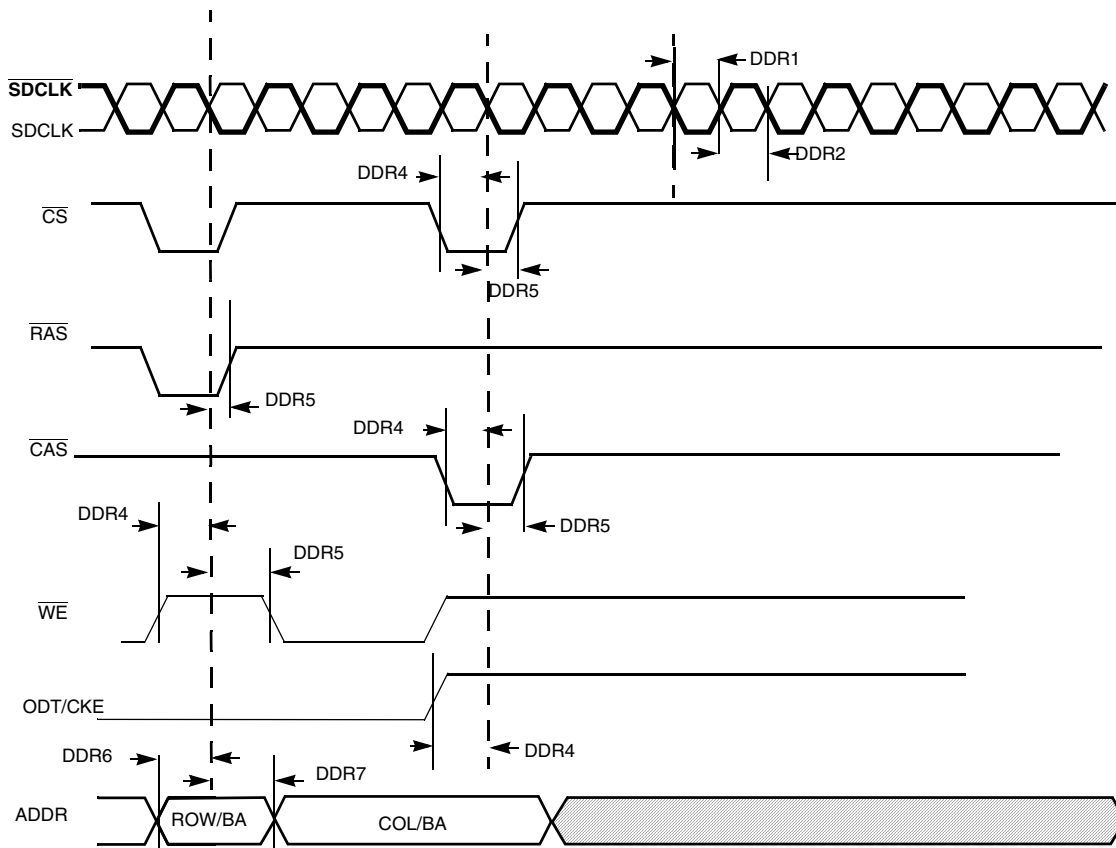 DDR1
SDCLK
SDCLK
DDR2
DDR4
CS
DDR5
RAS
DDR5
DDR4
CAS
DDR4
DDR5
DDR5
WE
ODT/CKE
DDR4
DDR6
DDR7
ADDR
ROW/BA
COL/BA